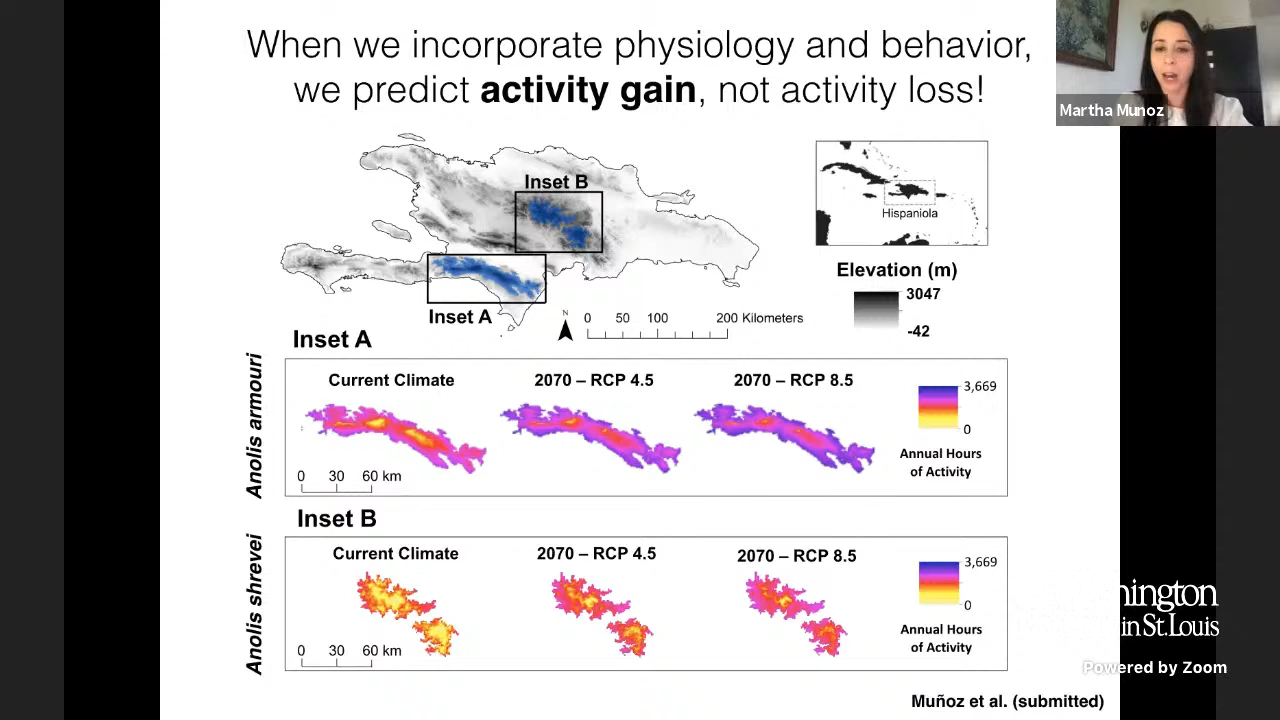 When we incorporate physiology and behavior,
we predict activity gain, not activity loss!
Martha Munoz
Inset B
Inset A
N
0 50 100 200 Kilometers
Hispaniola
Elevation (m)
3047
-42
Inset A
Anolis armouri
Current Climate
2070 – RCP 4.5
2070 – RCP 8.5
3,669
0
Annual Hours
of Activity
0 30 60 km
Inset B
Anolis shrevei
Current Climate
2070 – RCP 4.5
2070 – RCP 8.5
3,669
0
Annual Hours
of Activity
0 30 60 km
nington
in St. Louis
Powered by Zoom
Muñoz et al. (submitted)